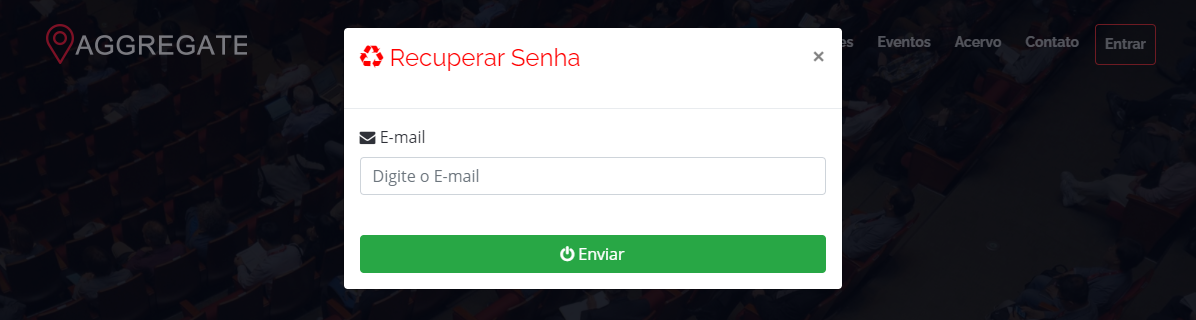 AGGREGATE
Eventos Acervo Contato Entrar
Recuperar Senha
×
E-mail
Digite o E-mail
Enviar